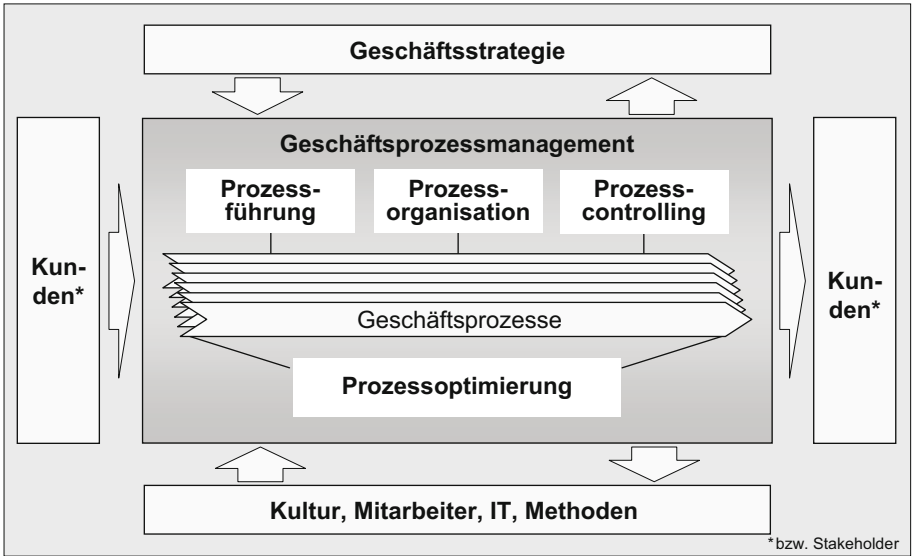 Geschäftsstrategie
Geschäftsprozessmanagement
Prozess-
führung
Prozess-
organisation
Prozess-
controlling
Kun-
den*
Geschäftsprozesse
Kun-
den*
Prozessoptimierung
Kultur, Mitarbeiter, IT, Methoden
*bzw. Stakeholder